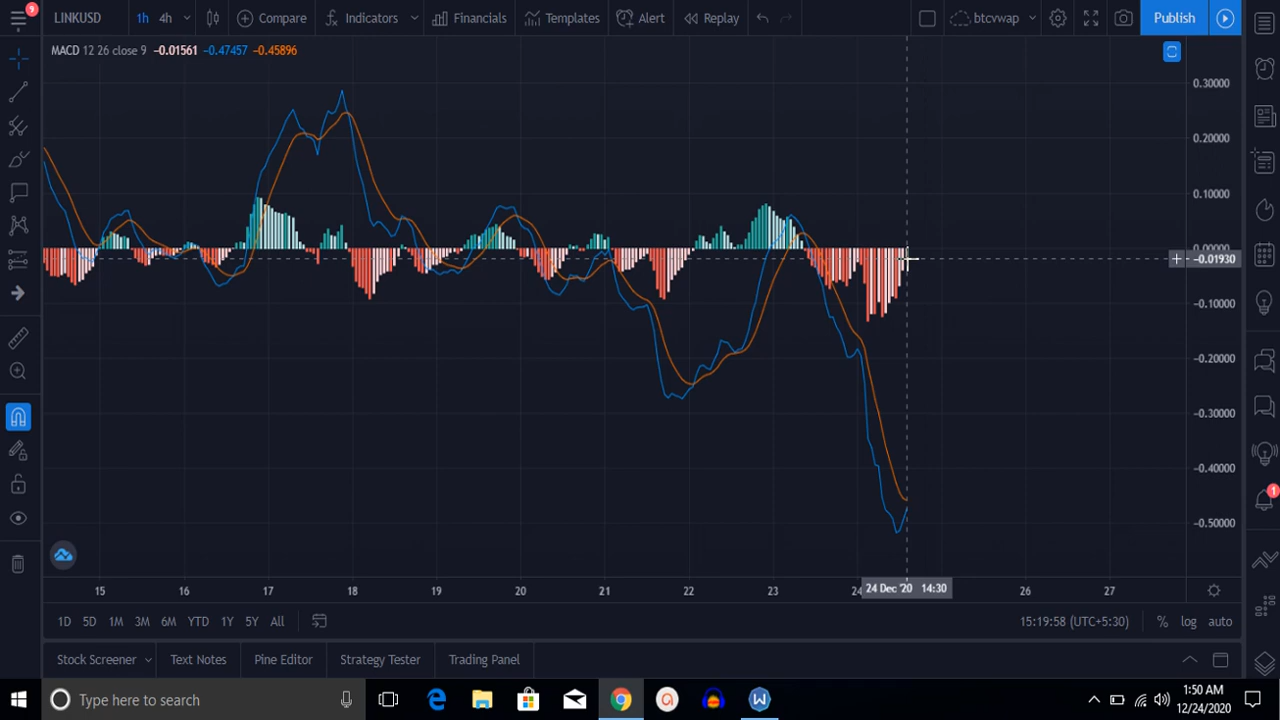 9
LINKUSD 1h 4h Compare Indicators Financials Templates Alert Replay btcvwap Publish
MACD 12 26 close 9 -0.01561 -0.47457 -0.45896
0.30000
0.20000
0.10000
0.00000
-0.01930
-0.10000
-0.20000
-0.30000
-0.40000
1
-0.50000
15 16 17 18 19 20 21 22 23 24 24 Dec '20 14:30 26 27
1D 5D 1M 3M 6M YTD 1Y 5Y All 15:19:58 (UTC+5:30) % log auto
Stock Screener Text Notes Pine Editor Strategy Tester Trading Panel
Type here to search
1:50 AM
12/24/2020